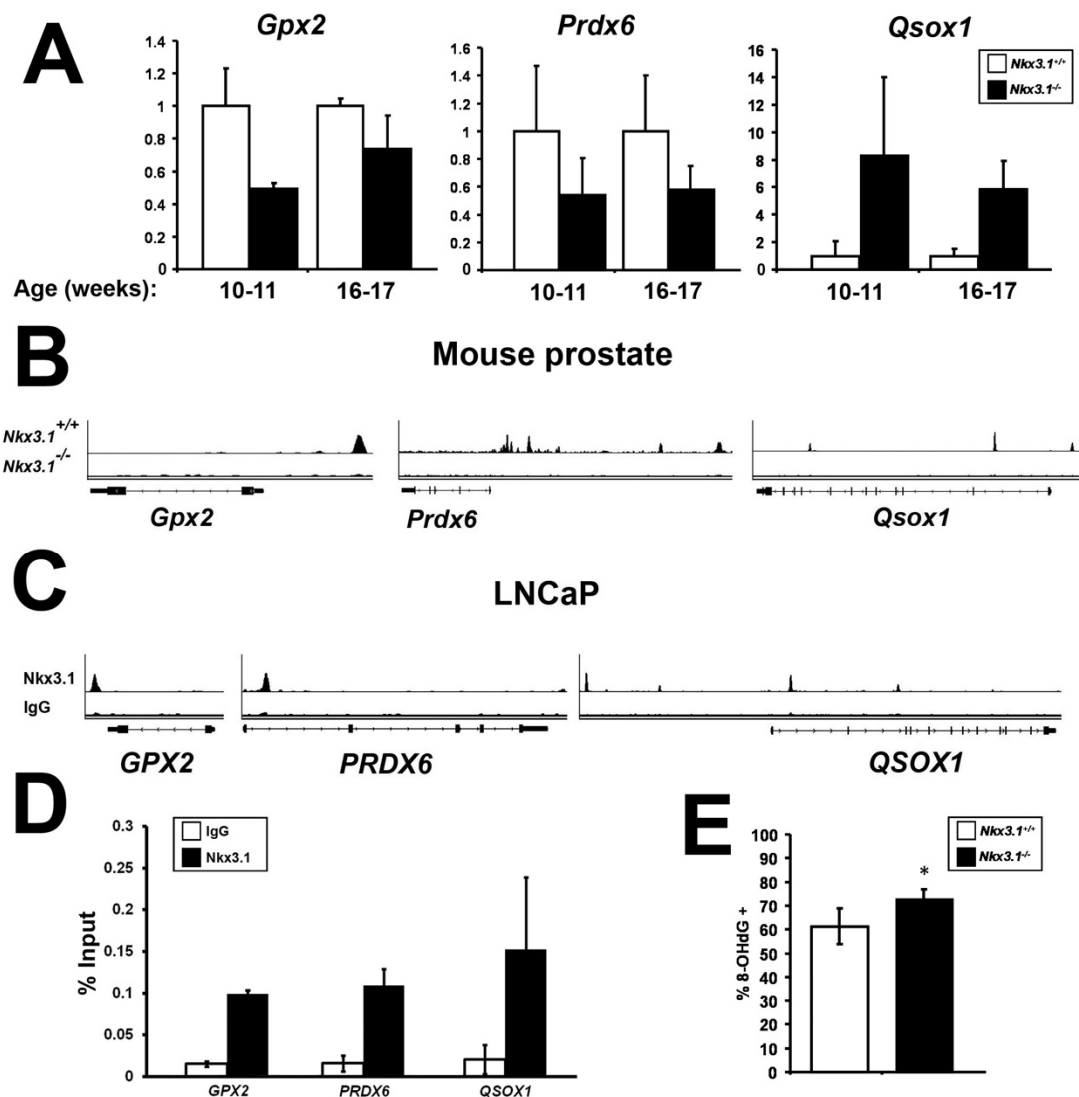 A
Gpx2
1.4
1.2
1
0.8
0.6
0.4
0.2
0
Prdx6
1.6
1.4
1.2
1
0.8
0.6
0.4
0.2
0
Qsox1
16
14
12
10
8
6
4
2
0
Nkx3.1+/+
Nkx3.1-/-
Age (weeks):
10-11
16-17
10-11
16-17
10-11
16-17
B
Mouse prostate
Nkx3.1+/+
Nkx3.1-/-
Gpx2
Prdx6
Qsox1
C
LNCaP
Nkx3.1
IgG
GPX2
PRDX6
QSOX1
D
% Input
0.3
0.25
0.2
0.15
0.1
0.05
0
IgG
Nkx3.1
GPX2
PRDX6
QSOX1
E
% 8-OHdG +
100
90
80
70
60
50
40
30
20
10
0
Nkx3.1+/+
Nkx3.1-/-
*